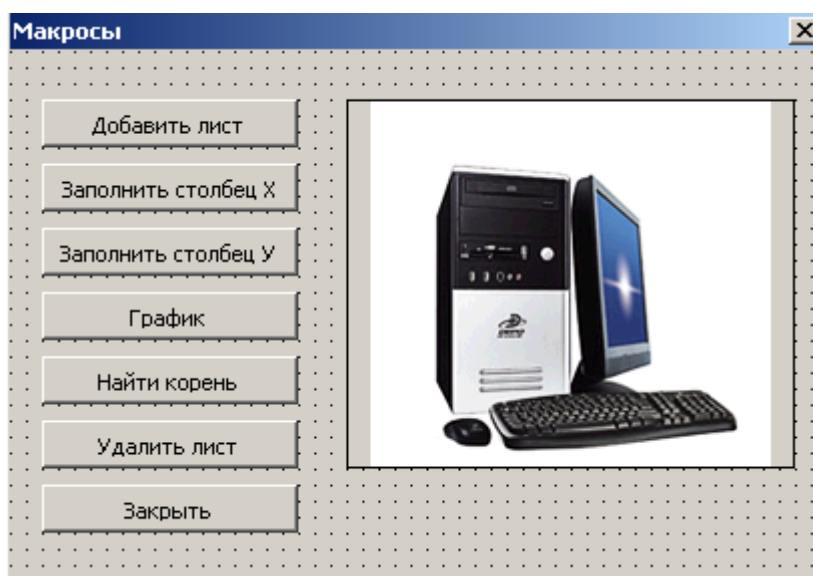 Макросы
Добавить лист
Заполнить столбец X
Заполнить столбец У
График
Найти корень
Удалить лист
Закрыть